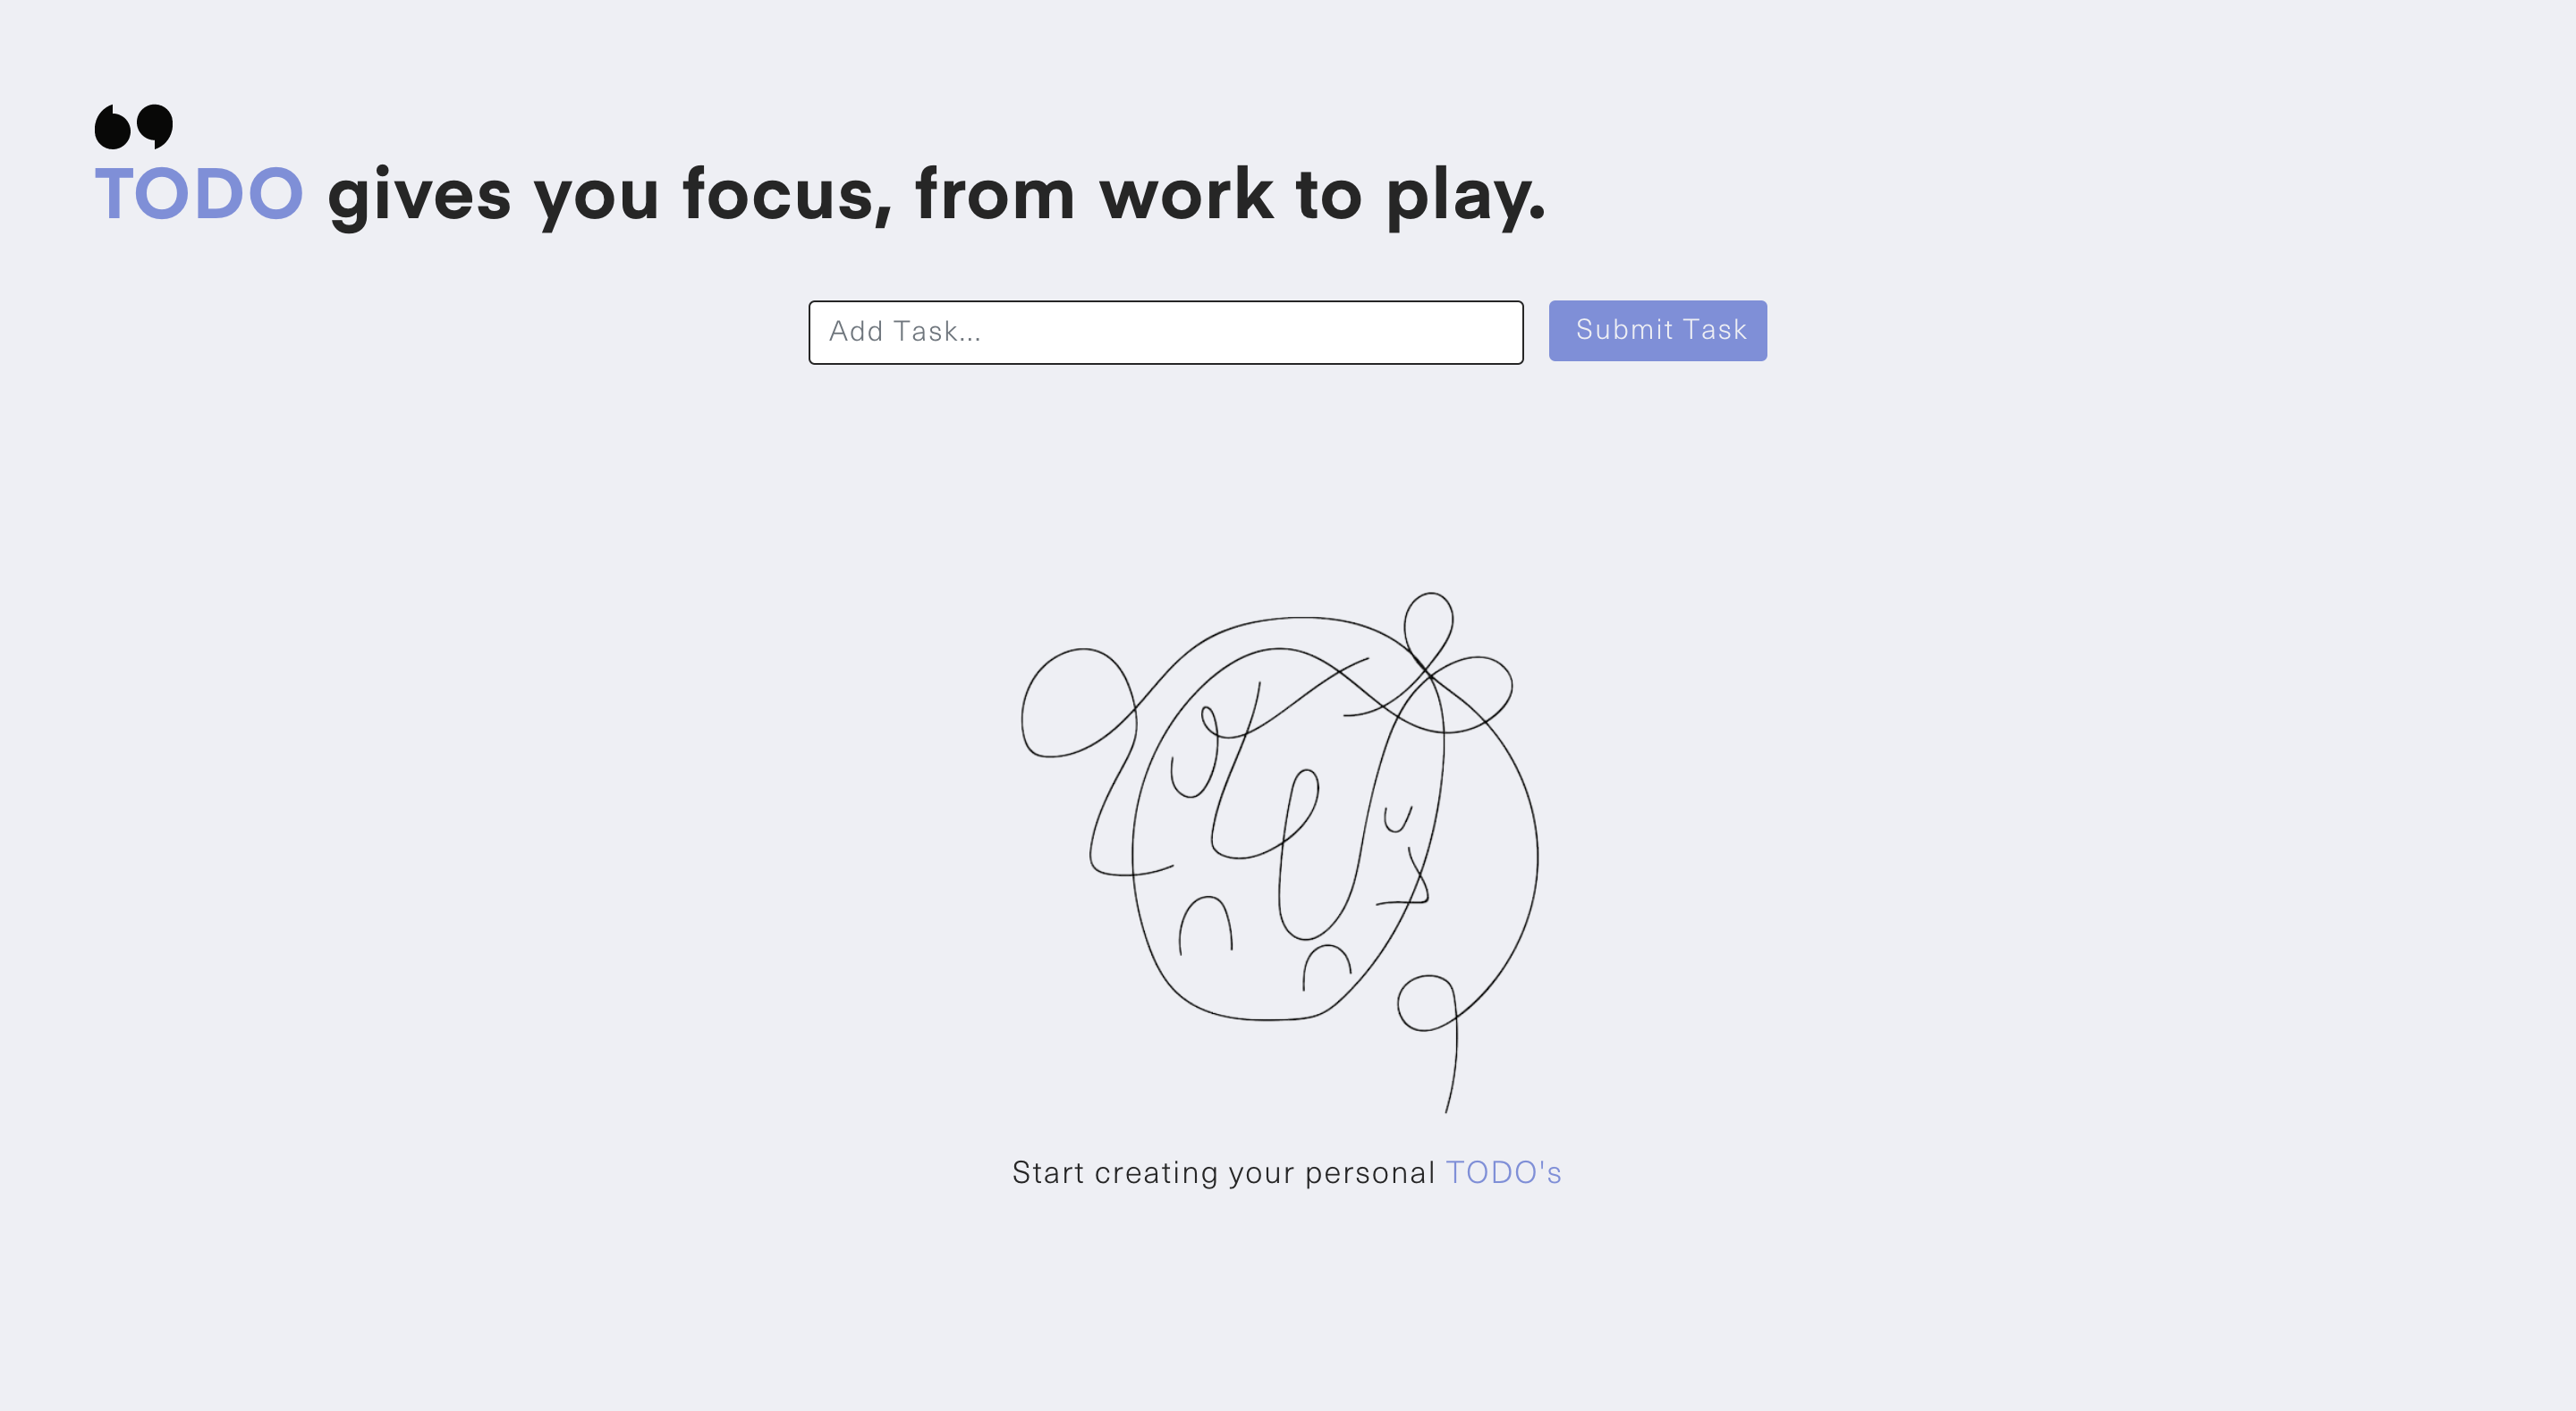 TODO gives you focus, from work to play.
Add Task...
Submit Task
Start creating your personal TODO's